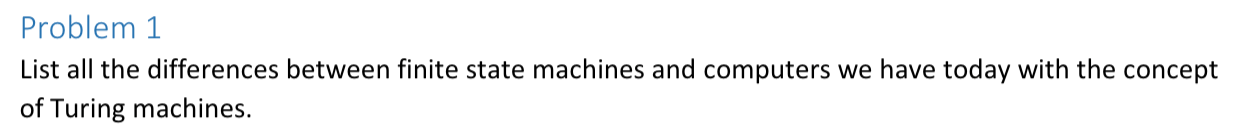 Problem 1
List all the differences between finite state machines and computers we have today with the concept
of Turing machines.